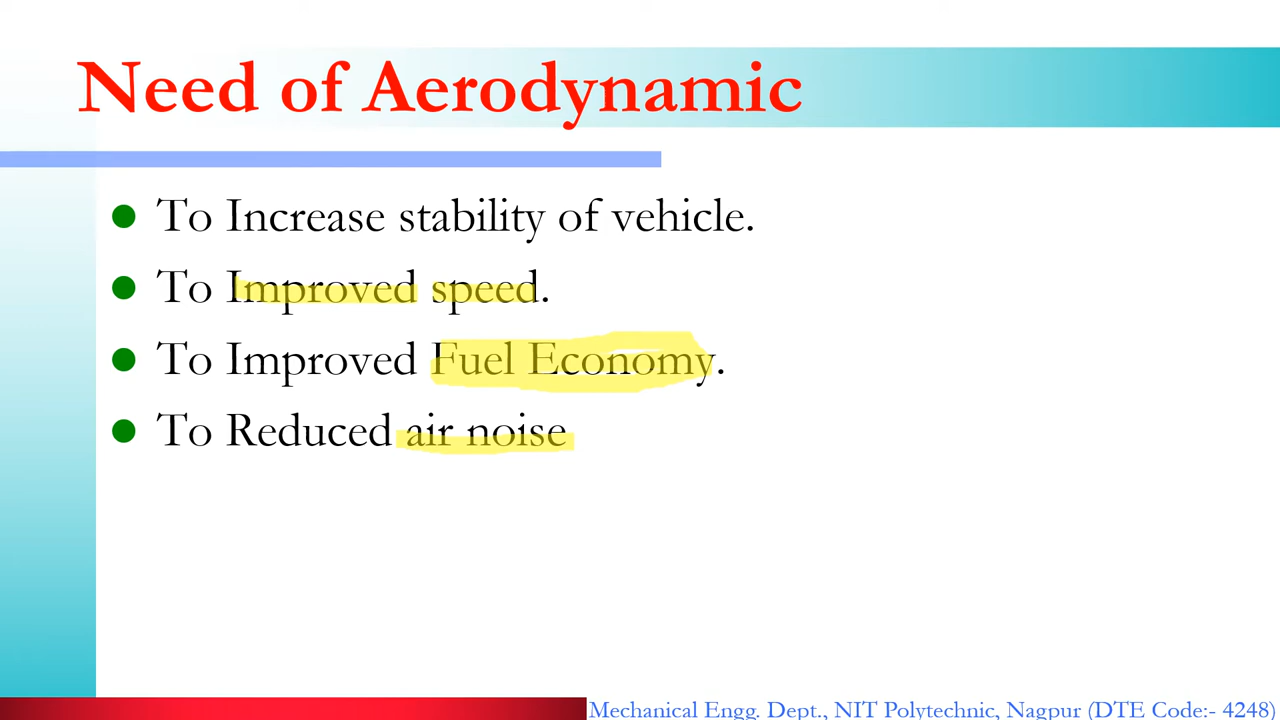 Need of Aerodynamic
To Increase stability of vehicle.
To Improved speed.
To Improved Fuel Economy.
To Reduced air noise
Mechanical Engg. Dept., NIT Polytechnic, Nagpur (DTE Code:- 4248)